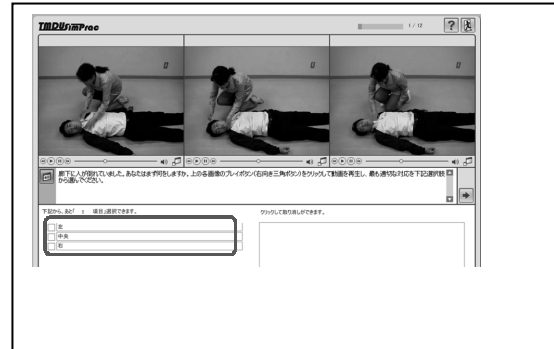 TMDUSimPrac
1 / 12
?
廊下に人が倒れていました。あなたはまず何をしますか。上の各画像のプレイボタン(右向き三角ボタン)をクリックして動画を再生し、最も適切な対応を下記選択肢
から選んでください。
下記から、あと「 1 項目」選択できます。
クリックして取り消しができます。
左
中央
右